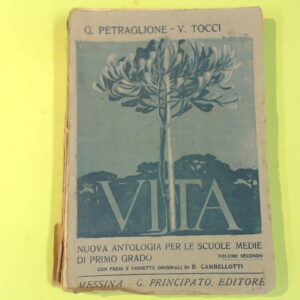 G. PETRAGLIONE - V. TOCCI
VITA
NUOVA ANTOLOGIA PER LE SCUOLE MEDIE
DI PRIMO GRADO VOLUME SECONDO
CON FREGI E VIGNETTE ORIGINALI DI D CAMBELLOTTI
MESSINA - G. PRINCIPATO, EDITORE